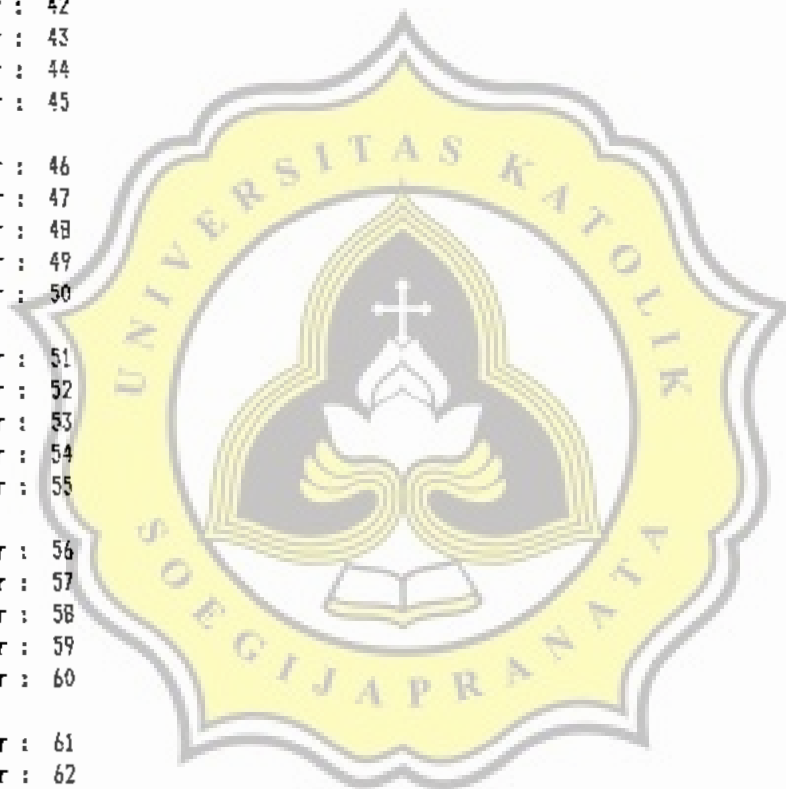 r : 42
r : 43
r : 44
r : 45
r : 46
r : 47
r : 48
r : 49
r : 50
r : 51
r : 52
r : 53
r : 54
r : 55
r : 56
r : 57
r : 58
r : 59
r : 60
r : 61
r : 62
UNIVERSITAS KATOLIK
SOEGIJAPRANATA